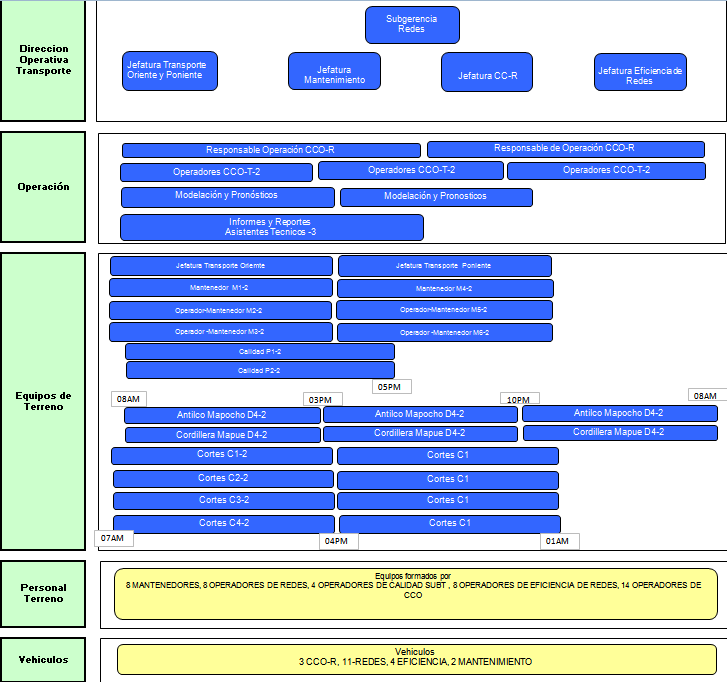 Direccion
Operativa
Transporte
Subgerencia
Redes
Jefatura Transporte
Oriente y Poniente
Jefatura
Mantenimiento
Jefatura CC-R
Jefatura Eficiencia de
Redes
Operación
Responsable Operación CCO-R
Responsable de Operación CCO-R
Operadores CCO-T-2
Operadores CCO-T-2
Operadores CCO-T-2
Modelación y Pronósticos
Modelación y Pronosticos
Informes y Reportes
Asistentes Tecnicos -3
Equipos de
Terreno
Jefatura Transporte Oriemte
Jefatura Transporte Poniente
Mantenedor M1-2
Mantenedor M4-2
Operador-Mantenedor M2-2
Operador-Mantenedor M5-2
Operador -Mantenedor M3-2
Operador -Mantenedor M6-2
Calidad P1-2
Calidad P2-2
05PM
08AM
03PM
10PM
08AM
Antilco Mapocho D4-2
Antilco Mapocho D4-2
Antilco Mapocho D4-2
Cordillera Mapue D4-2
Cordillera Mapue D4-2
Cordillera Mapue D4-2
Cortes C1-2
Cortes C1
Cortes C2-2
Cortes C1
Cortes C3-2
Cortes C1
Cortes C4-2
Cortes C1
07AM
04PM
01AM
Personal
Terreno
Equipos formados por
8 MANTENEDORES, 8 OPERADORES DE REDES, 4 OPERADORES DE CALIDAD SUBT , 8 OPERADORES DE EFICIENCIA DE REDES, 14 OPERADORES DE
CCO
Vehiculos
Vehiculos
3 CCO-R, 11-REDES, 4 EFICIENCIA, 2 MANTENIMIENTO